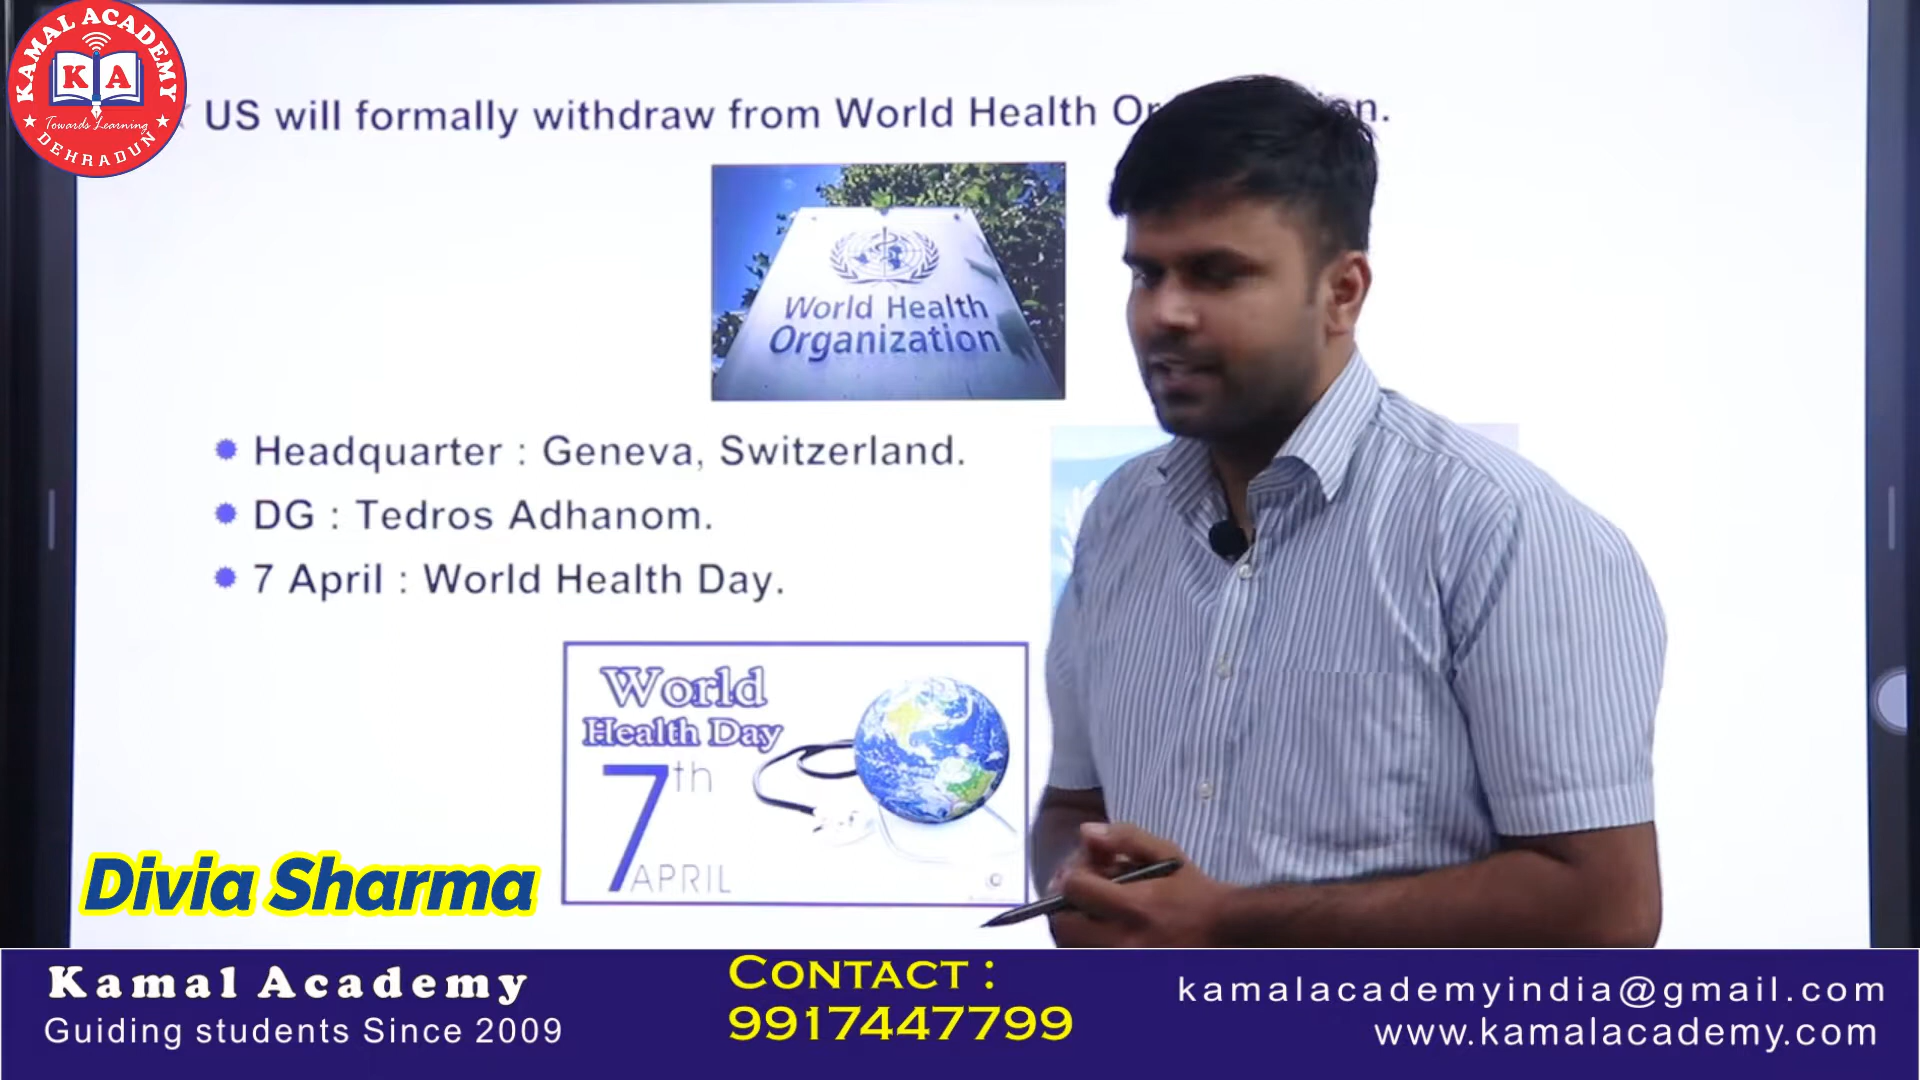 KAMAL ACADEMY
K A
Towards Learning
DEHRADUN
US will formally withdraw from World Health
World Health
Organization
Headquarter : Geneva, Switzerland.
DG : Tedros Adhanom.
7 April : World Health Day.
World
Health Day
7th
APRIL
Divia Sharma
Kamal Academy
Guiding students Since 2009
CONTACT :
9917447799
kamalacademyindia@gmail.com
www.kamalacademy.com